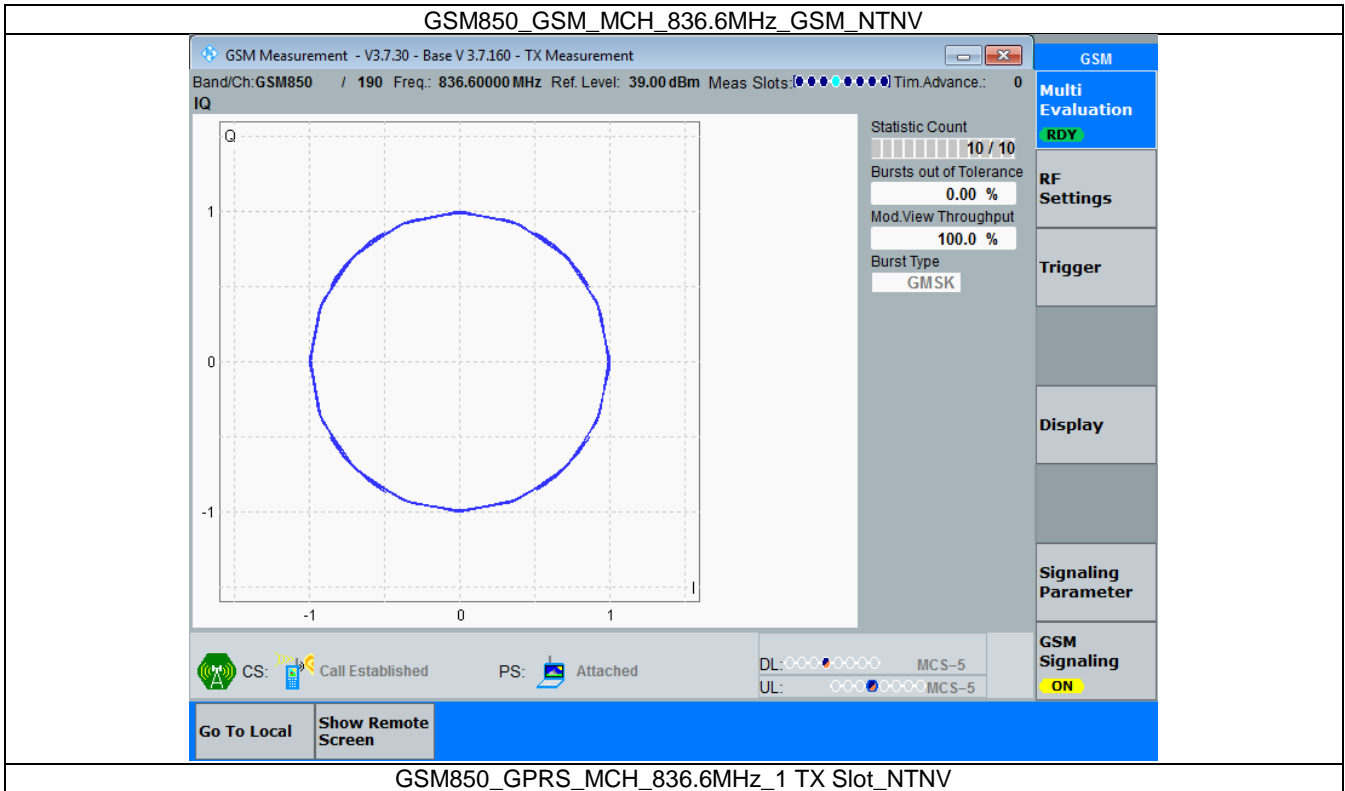 GSM850_GSM_MCH_836.6MHz_GSM_NTNV
GSM Measurement - V3.7.30 - Base V 3.7.160 - TX Measurement
GSM
Band/Ch:GSM850 / 190 Freq.: 836.60000 MHz Ref. Level: 39.00 dBm Meas Slots: Tim.Advance.: 0
IQ
Multi
Evaluation
RDY
Q
1
0
-1
I
-1 0 1
Statistic Count
10 / 10
Bursts out of Tolerance
0.00 %
Mod.View Throughput
100.0 %
Burst Type
GMSK
RF
Settings
Trigger
Display
Signaling
Parameter
GSM
Signaling
ON
CS: Call Established PS: Attached
DL: MCS-5
UL: MCS-5
Go To Local
Show Remote
Screen
GSM850_GPRS_MCH_836.6MHz_1 TX Slot_NTNV